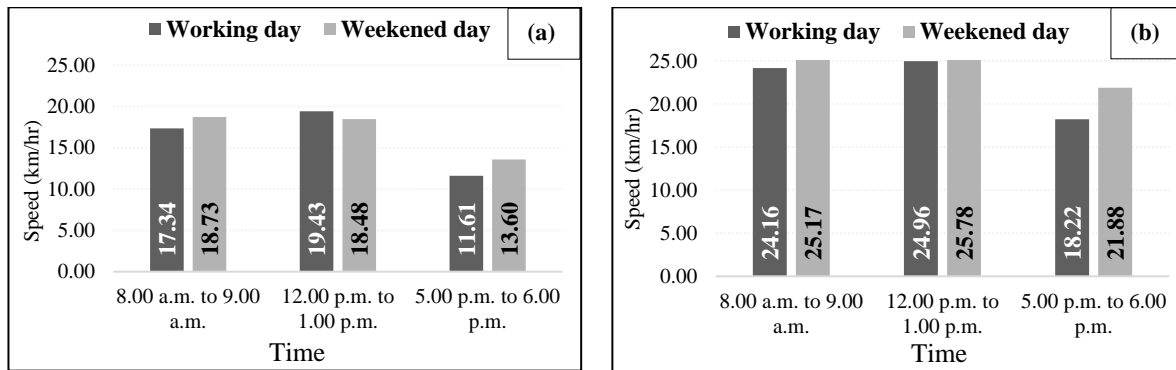 Working day Weekened day (a)
25.00
20.00
15.00
10.00
5.00
0.00
Speed (km/hr)
17.34 18.73 19.43 18.48 11.61 13.60
8.00 a.m. to 9.00 12.00 p.m. to 5.00 p.m. to 6.00
a.m. 1.00 p.m. p.m.
Time
Working day Weekened day (b)
25.00
20.00
15.00
10.00
5.00
0.00
Speed (km/hr)
24.16 25.17 24.96 25.78 18.22 21.88
8.00 a.m. to 9.00 12.00 p.m. to 5.00 p.m. to 6.00
a.m. 1.00 p.m. p.m.
Time